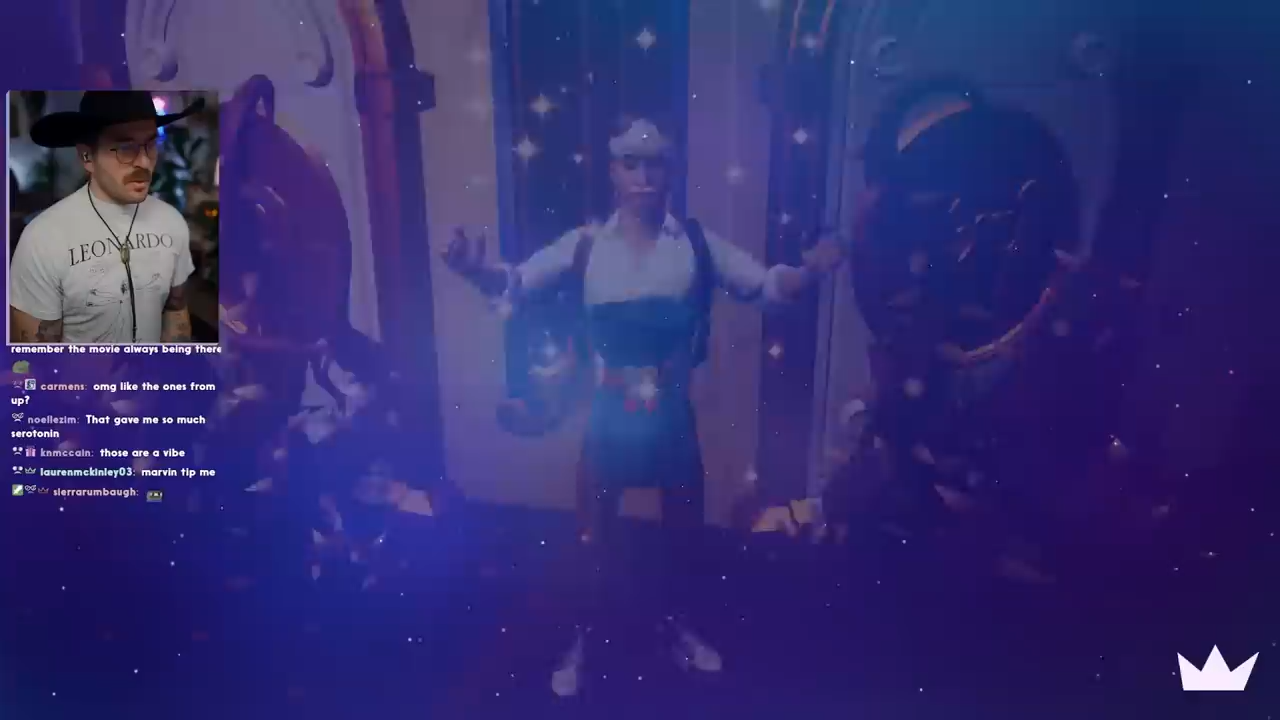 LEONARDO
remember the movie always being there
carmens: omg like the ones from
up?
noellezim: That gave me so much
serotonin
knmccain: those are a vibe
laurenmckinley03: marvin tip me
sierrarumbaugh: